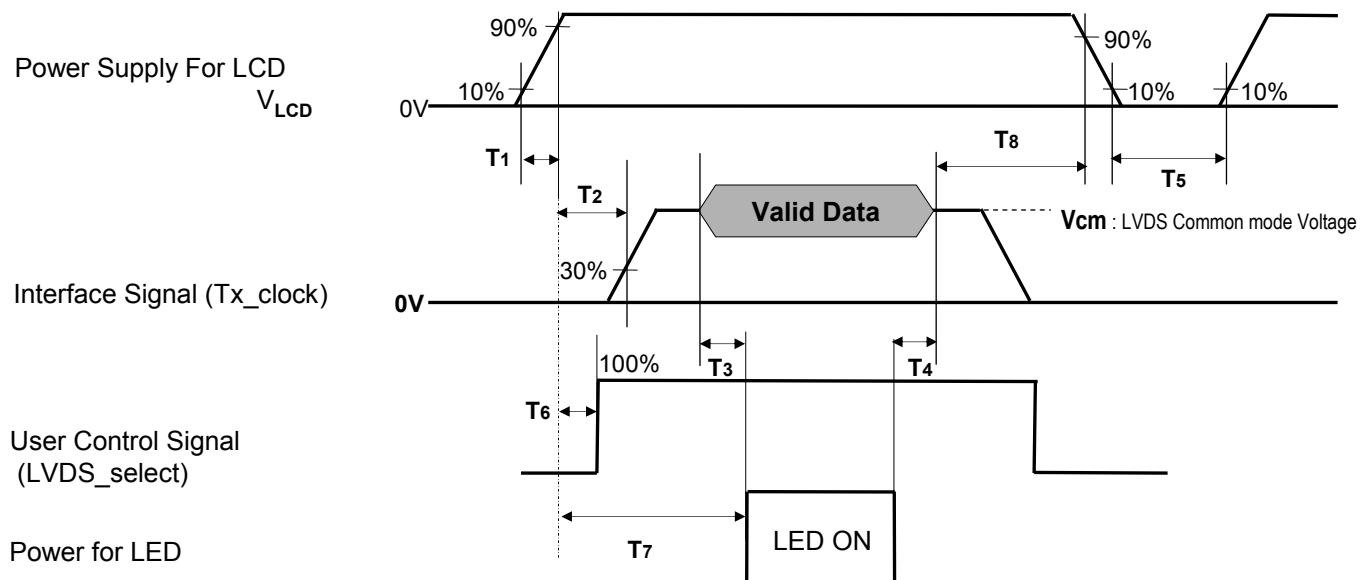 90%
90%
Power Supply For LCD
VLCD
10%
10%
10%
0V
T1
T8
T2
T5
Valid Data
Vcm : LVDS Common mode Voltage
30%
Interface Signal (Tx_clock)
0V
T3
T4
100%
T6
User Control Signal
(LVDS_select)
T7
LED ON
Power for LED